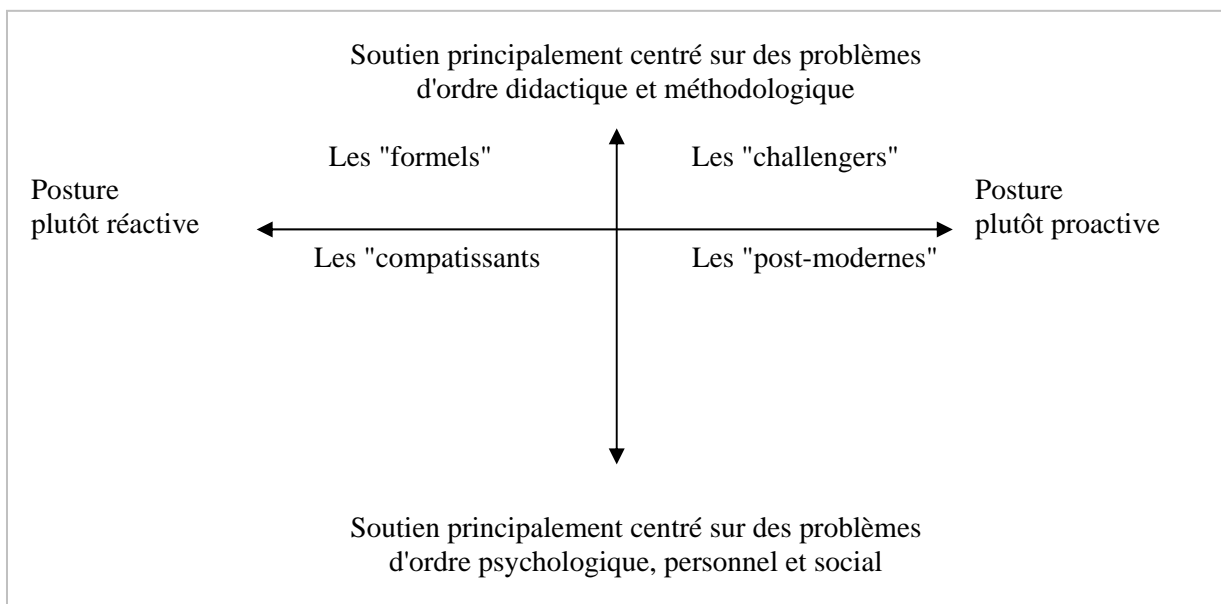 Soutien principalement centré sur des problèmes
d'ordre didactique et méthodologique
Les "formels"
Les "challengers"
Posture
plutôt réactive
Posture
plutôt proactive
Les "compatissants
Les "post-modernes"
Soutien principalement centré sur des problèmes
d'ordre psychologique, personnel et social